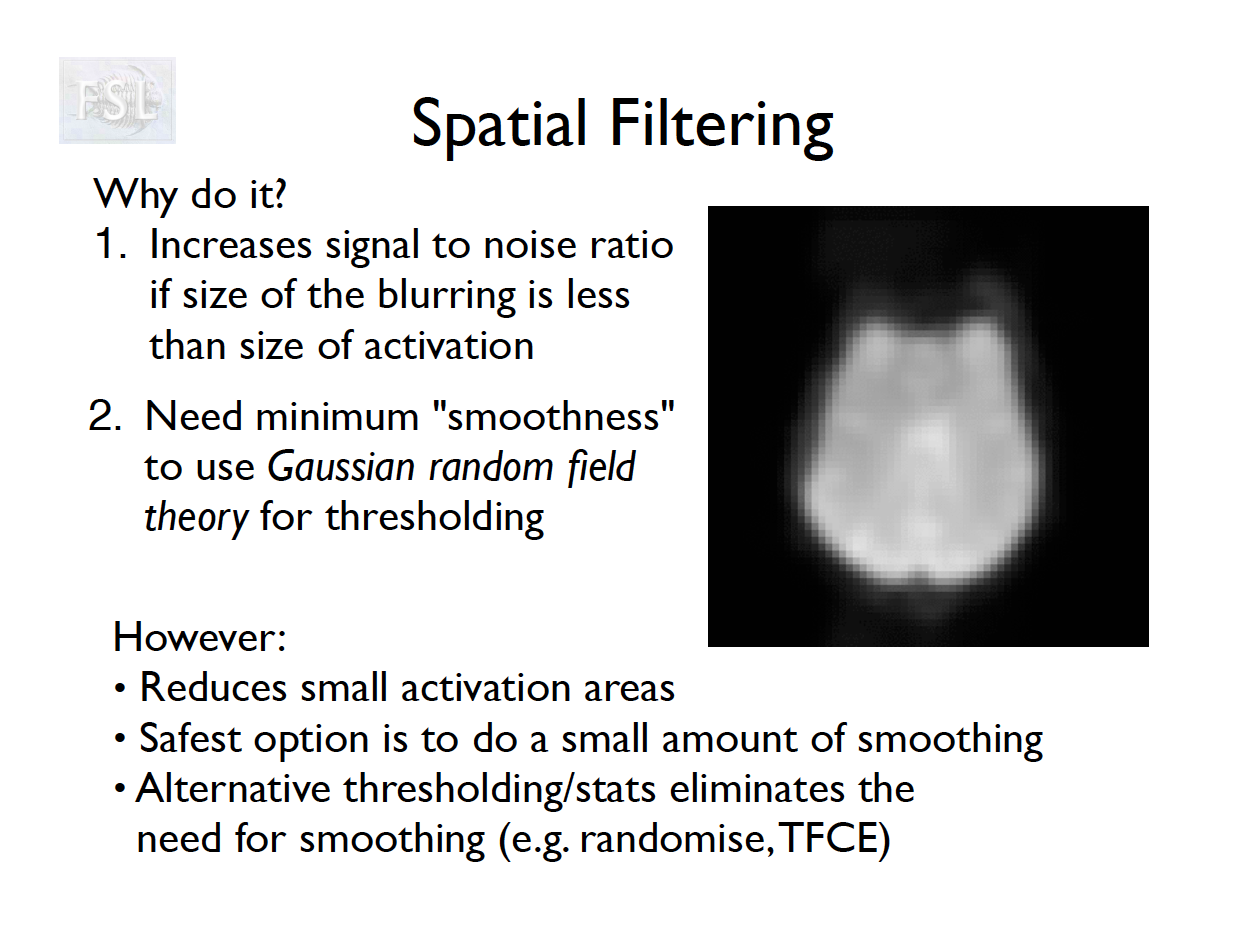 FSL
Spatial Filtering
Why do it?
1. Increases signal to noise ratio
if size of the blurring is less
than size of activation
2. Need minimum "smoothness"
to use Gaussian random field
theory for thresholding
However:
• Reduces small activation areas
• Safest option is to do a small amount of smoothing
• Alternative thresholding/stats eliminates the
need for smoothing (e.g. randomise, TFCE)